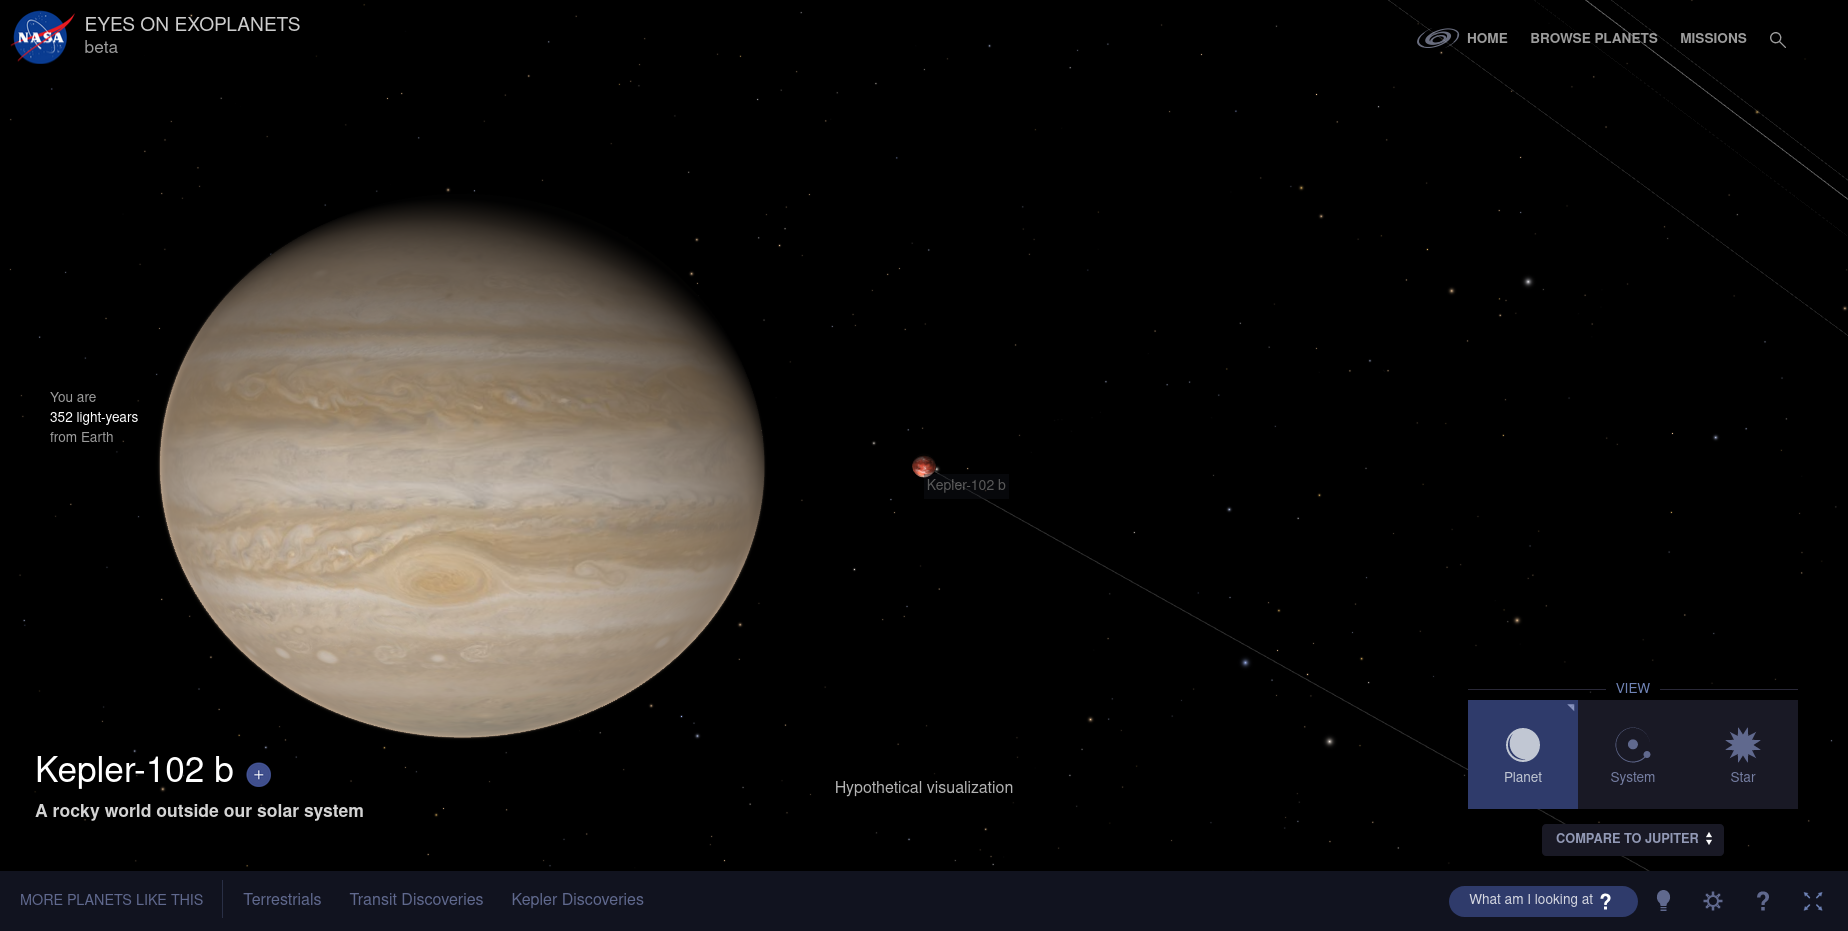 NASA
EYES ON EXOPLANETS
beta
HOME
BROWSE PLANETS
MISSIONS
You are
352 light-years
from Earth
Kepler-102 b
Kepler-102 b +
A rocky world outside our solar system
Hypothetical visualization
VIEW
Planet
System
Star
COMPARE TO JUPITER
MORE PLANETS LIKE THIS
Terrestrials
Transit Discoveries
Kepler Discoveries
What am I looking at ?
?